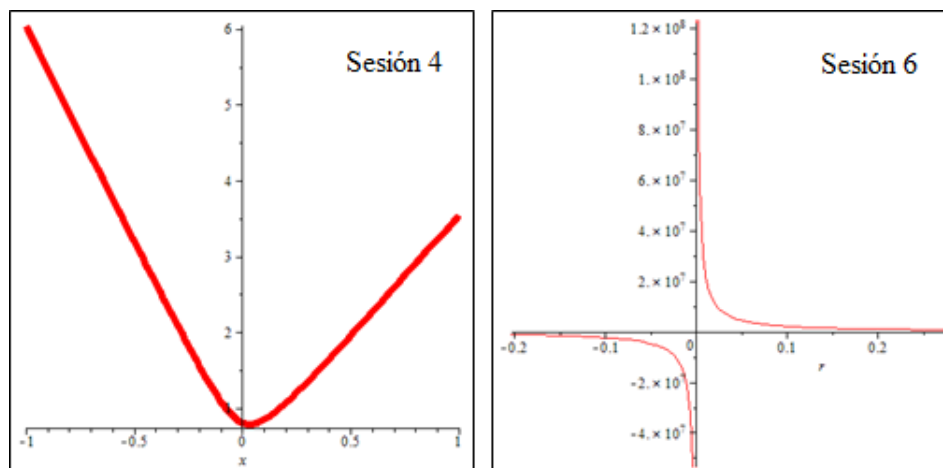 6
Sesión 4
5
4
3
2
-1
-0.5
0
0.5
1
x
1.2 × 10⁸
Sesión 6
1. × 10⁸
8. × 10⁷
6. × 10⁷
4. × 10⁷
2. × 10⁷
-0.2
-0.1
0
0.1
0.2
r
-2. × 10⁷
-4. × 10⁷